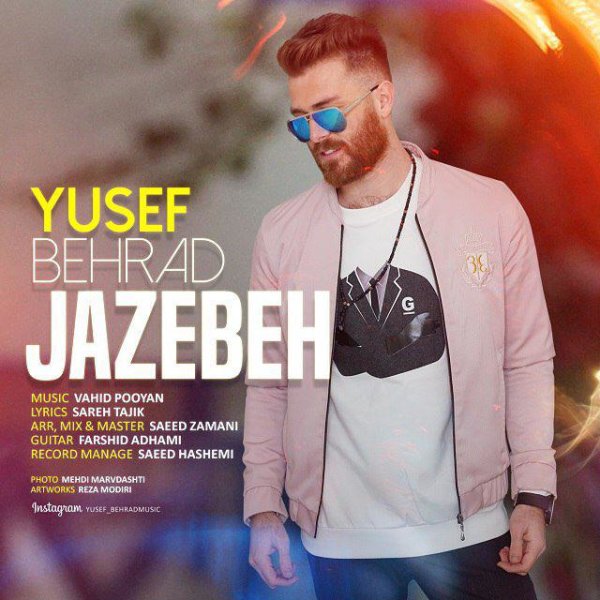 YUSEF
BEHRAD
JAZEBEH
MUSIC VAHID POOYAN
LYRICS SAREH TAJIK
ARR, MIX & MASTER SAEED ZAMANI
GUITAR FARSHID ADHAMI
RECORD MANAGE SAEED HASHEMI
PHOTO MEHDI MARVDASHTI
ARTWORKS REZA MODIRI
Instagram YUSEF_BEHRADMUSIC
G